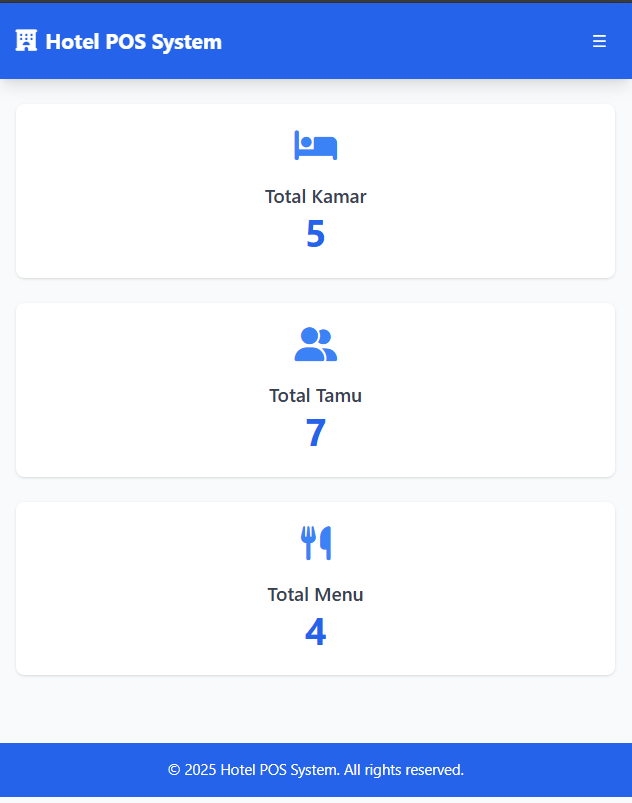 Hotel POS System
Total Kamar
5
Total Tamu
7
Total Menu
4
© 2025 Hotel POS System. All rights reserved.